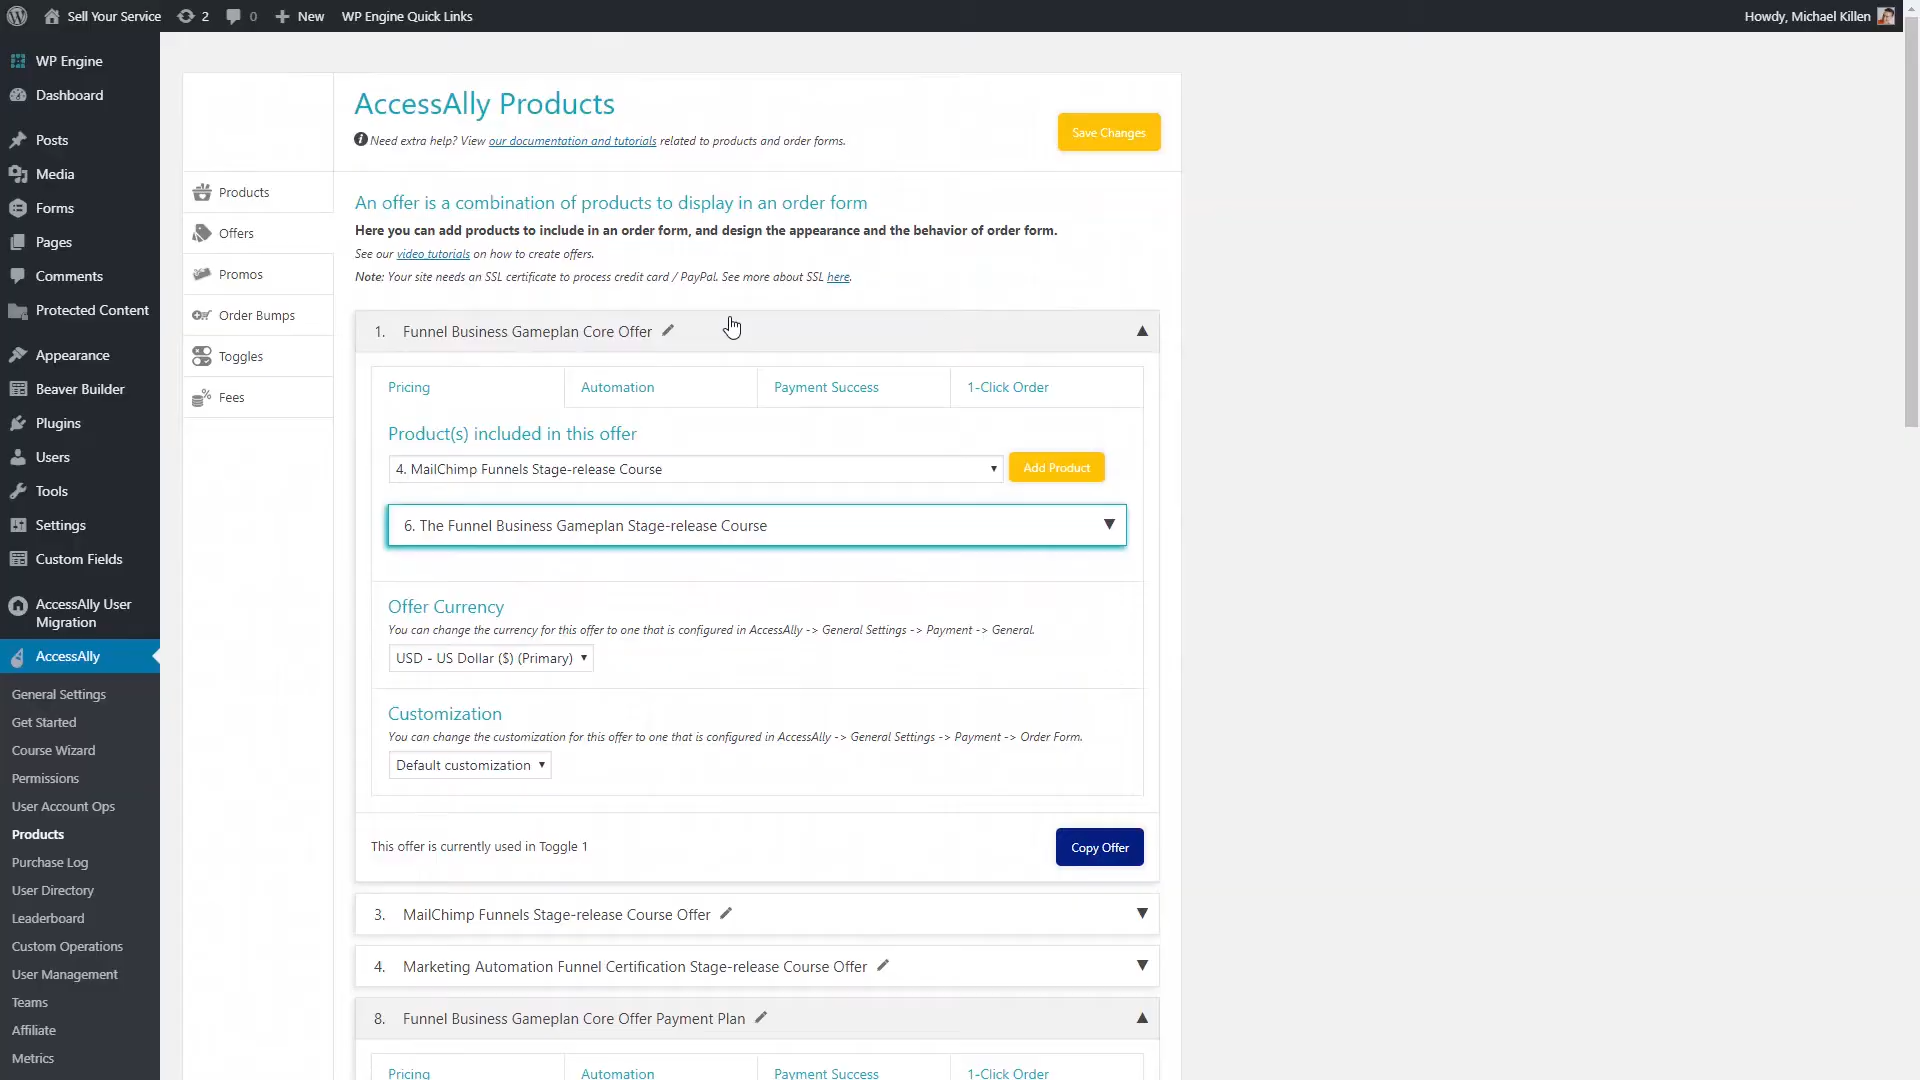 Sell Your Service
2
0
New
WP Engine Quick Links
Howdy, Michael Killen
WP Engine
Dashboard
Posts
Media
Forms
Pages
Comments
Protected Content
Appearance
Beaver Builder
Plugins
Users
Tools
Settings
Custom Fields
AccessAlly User
Migration
AccessAlly
General Settings
Get Started
Course Wizard
Permissions
User Account Ops
Products
Purchase Log
User Directory
Leaderboard
Custom Operations
User Management
Teams
Affiliate
Metrics
Products
Offers
Promos
Order Bumps
Toggles
Fees
AccessAlly Products
Need extra help? View our documentation and tutorials related to products and order forms.
Save Changes
An offer is a combination of products to display in an order form
Here you can add products to include in an order form, and design the appearance and the behavior of order form.
See our video tutorials on how to create offers.
Note: Your site needs an SSL certificate to process credit card / PayPal. See more about SSL here.
1. Funnel Business Gameplan Core Offer
Pricing
Automation
Payment Success
1-Click Order
Product(s) included in this offer
4. MailChimp Funnels Stage-release Course
Add Product
6. The Funnel Business Gameplan Stage-release Course
Offer Currency
You can change the currency for this offer to one that is configured in AccessAlly -> General Settings -> Payment -> General.
USD - US Dollar ($) (Primary)
Customization
You can change the customization for this offer to one that is configured in AccessAlly -> General Settings -> Payment -> Order Form.
Default customization
This offer is currently used in Toggle 1
Copy Offer
3. MailChimp Funnels Stage-release Course Offer
4. Marketing Automation Funnel Certification Stage-release Course Offer
8. Funnel Business Gameplan Core Offer Payment Plan
Pricing
Automation
Payment Success
1-Click Order